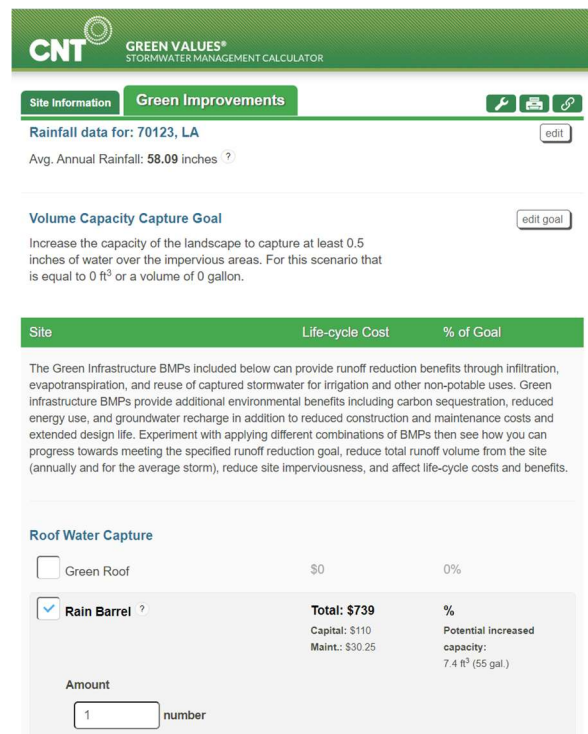 CNT
GREEN VALUES®
STORMWATER MANAGEMENT CALCULATOR
Site Information
Green Improvements
Rainfall data for: 70123, LA
edit
Avg. Annual Rainfall: 58.09 inches ?
Volume Capacity Capture Goal
edit goal
Increase the capacity of the landscape to capture at least 0.5
inches of water over the impervious areas. For this scenario that
is equal to 0 ft³ or a volume of 0 gallon.
Site Life-cycle Cost % of Goal
The Green Infrastructure BMPs included below can provide runoff reduction benefits through infiltration,
evapotranspiration, and reuse of captured stormwater for irrigation and other non-potable uses. Green
infrastructure BMPs provide additional environmental benefits including carbon sequestration, reduced
energy use, and groundwater recharge in addition to reduced construction and maintenance costs and
extended design life. Experiment with applying different combinations of BMPs then see how you can
progress towards meeting the specified runoff reduction goal, reduce total runoff volume from the site
(annually and for the average storm), reduce site imperviousness, and affect life-cycle costs and benefits.
Roof Water Capture
Green Roof $0 0%
Rain Barrel ? Total: $739 %
Capital: $110 Potential increased
Maint.: $30.25 capacity:
7.4 ft³ (55 gal.)
Amount
1 number